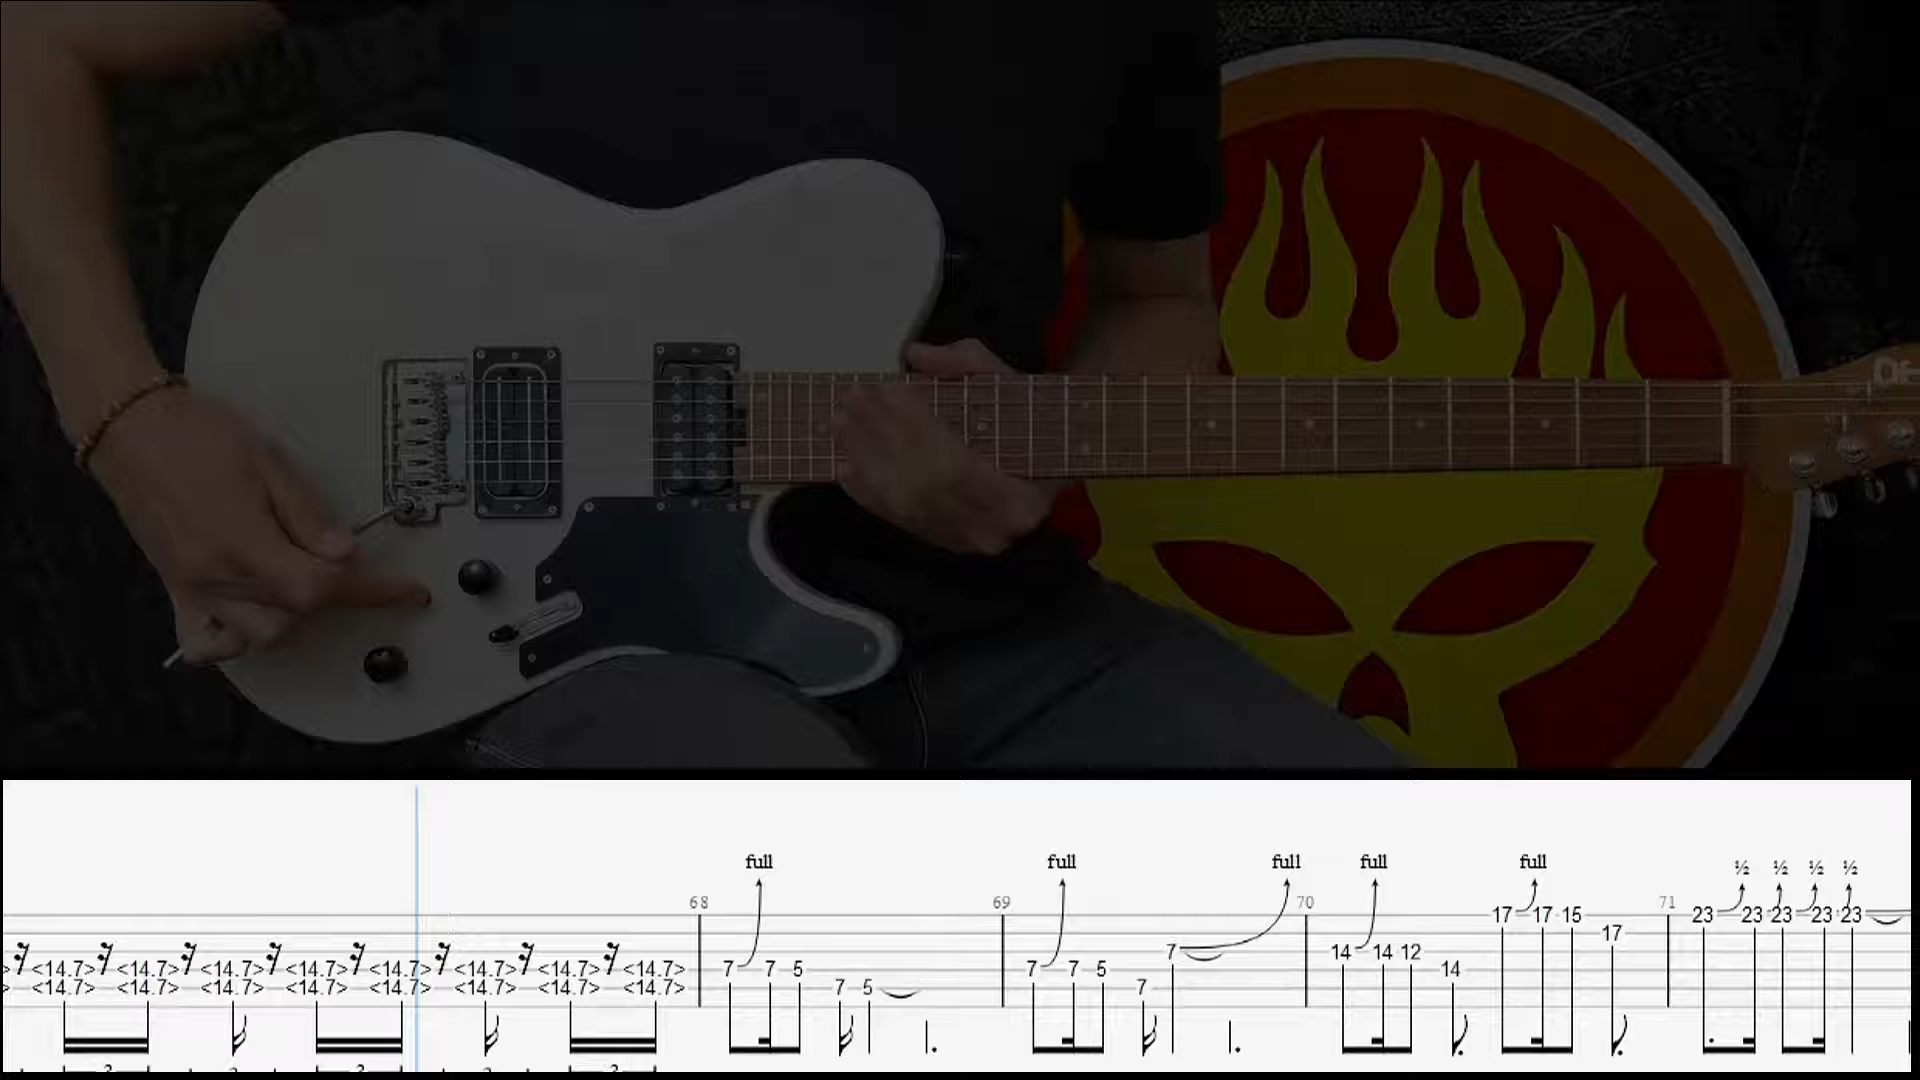 full full full full full
½ ½ ½ ½
68 69 70 71
17 17 15 23 23 23 23 23
17
7 14 14 12
> <14.7> <14.7> <14.7> <14.7> <14.7> <14.7> <14.7> <14.7> 7 7 5 7 7 5 14
> <14.7> <14.7> <14.7> <14.7> <14.7> <14.7> <14.7> <14.7> 7 5 7